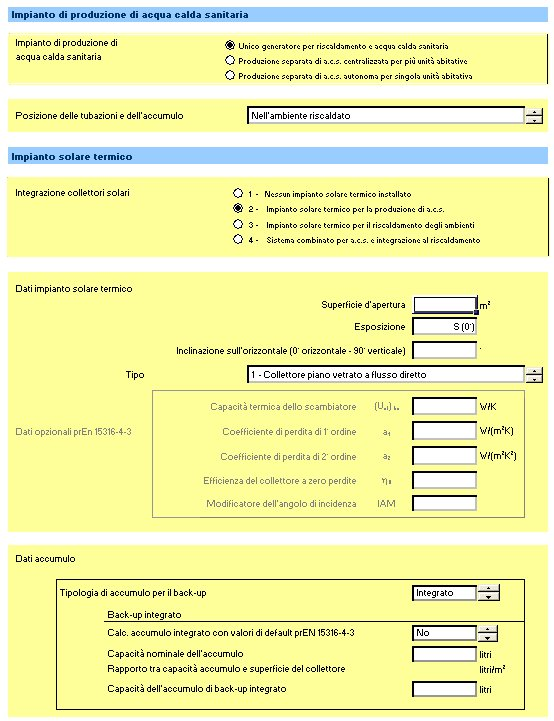 Impianto di produzione di acqua calda sanitaria
Impianto di produzione di
acqua calda sanitaria
Unico generatore per riscaldamento e acqua calda sanitaria
Produzione separata di a.c.s. centralizzata per più unità abitative
Produzione separata di a.c.s. autonoma per singola unità abitativa
Posizione delle tubazioni e dell'accumulo
Nell'ambiente riscaldato
Impianto solare termico
Integrazione collettori solari
1 - Nessun impianto solare termico installato
2 - Impianto solare termico per la produzione di a.c.s.
3 - Impianto solare termico per il riscaldamento degli ambienti
4 - Sistema combinato per a.c.s. e integrazione al riscaldamento
Dati impianto solare termico
Superficie d'apertura m²
Esposizione S (0°)
Inclinazione sull'orizzontale (0° orizzontale - 90° verticale) °
Tipo 1 - Collettore piano vetrato a flusso diretto
Dati opzionali prEn 15316-4-3
Capacità termica dello scambiatore W/K
Coefficiente di perdita di 1° ordine a₁ W/(m²K)
Coefficiente di perdita di 2° ordine a₂ W/(m²K²)
Efficienza del collettore a zero perdite η₀
Modificatore dell'angolo di incidenza IAM
Dati accumulo
Tipologia di accumulo per il back-up Integrato
Back-up integrato
Calc. accumulo integrato con valori di default prEN 15316-4-3 No
Capacità nominale dell'accumulo litri
Rapporto tra capacità accumulo e superficie del collettore litri/m²
Capacità dell'accumulo di back-up integrato litri